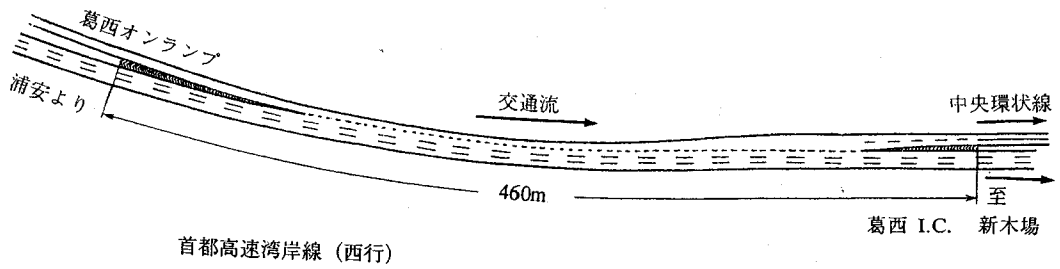 葛西オンランプ
浦安より
交通流
中央環状線
460m
至
葛西 I.C. 新木場
首都高速湾岸線 (西行)